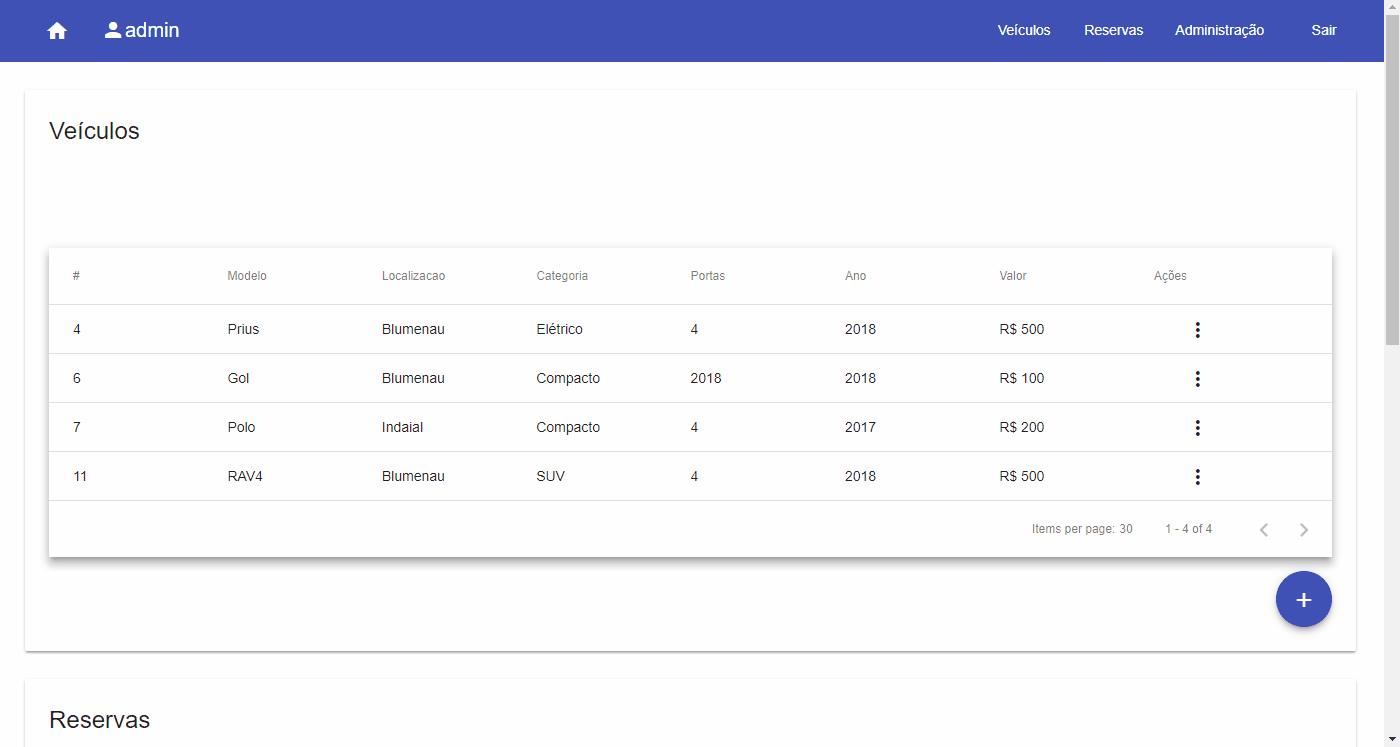 admin Veículos Reservas Administração Sair
Veículos
# Modelo Localizacao Categoria Portas Ano Valor Ações
4 Prius Blumenau Elétrico 4 2018 R$ 500
6 Gol Blumenau Compacto 2018 2018 R$ 100
7 Polo Indaial Compacto 4 2017 R$ 200
11 RAV4 Blumenau SUV 4 2018 R$ 500
Items per page: 30 1 - 4 of 4
+
Reservas